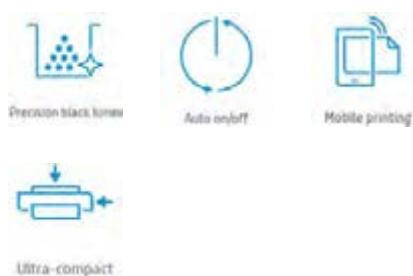 Precision black toner
Auto on/off
Mobile printing
Ultra-compact